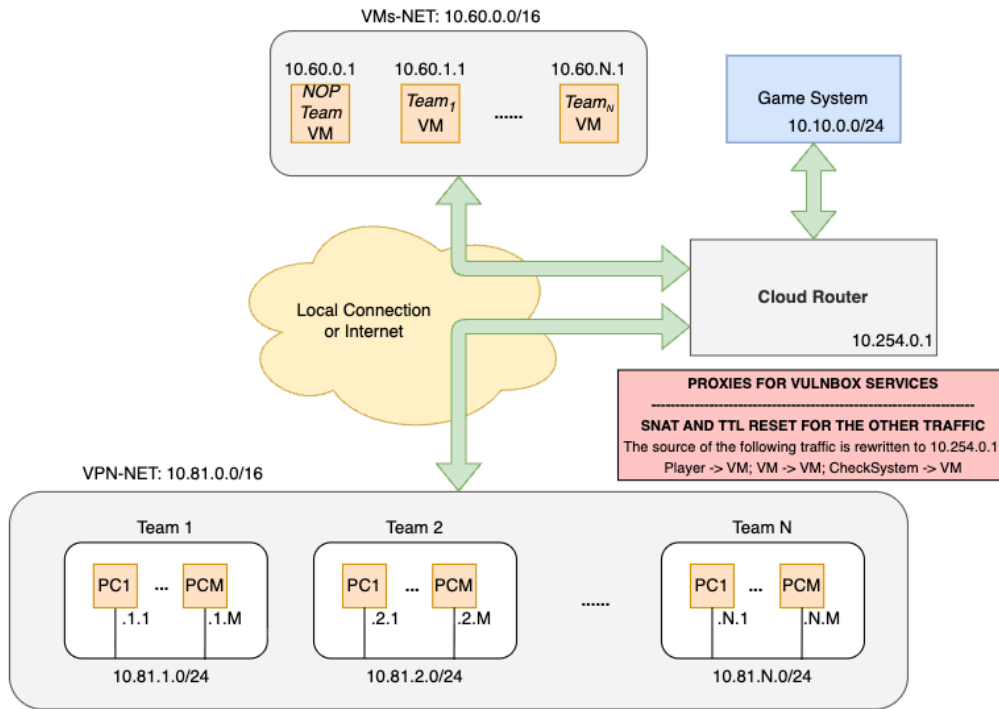 VMs-NET: 10.60.0.0/16
10.60.0.1
10.60.1.1
10.60.N.1
NOP
Team
VM
Team₁
VM
......
Teamₙ
VM
Game System
10.10.0.0/24
Local Connection
or Internet
Cloud Router
10.254.0.1
PROXIES FOR VULNBOX SERVICES
--------------------------------------------------------------------
SNAT AND TTL RESET FOR THE OTHER TRAFFIC
The source of the following traffic is rewritten to 10.254.0.1
Player -> VM; VM -> VM; CheckSystem -> VM
VPN-NET: 10.81.0.0/16
Team 1
PC1
...
PCM
.1.1
.1.M
10.81.1.0/24
Team 2
PC1
...
PCM
.2.1
.2.M
10.81.2.0/24
......
Team N
PC1
...
PCM
.N.1
.N.M
10.81.N.0/24